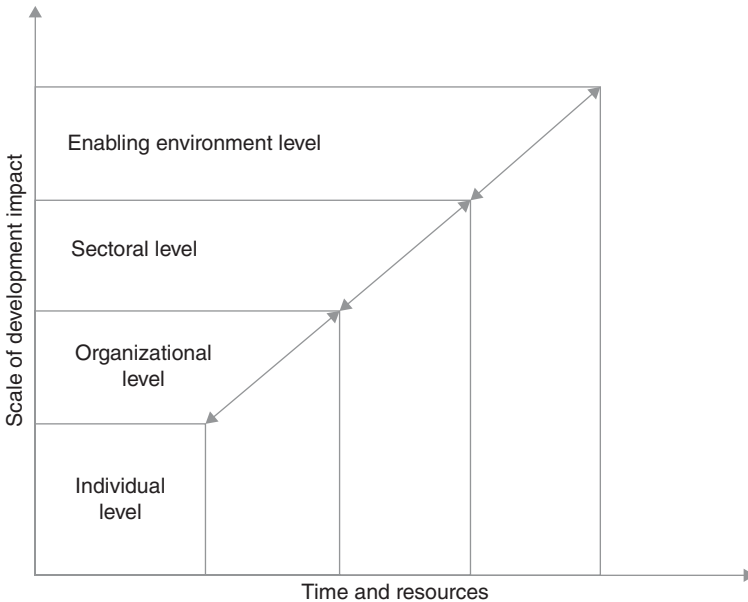 Scale of development impact
Enabling environment level
Sectoral level
Organizational
level
Individual
level
Time and resources